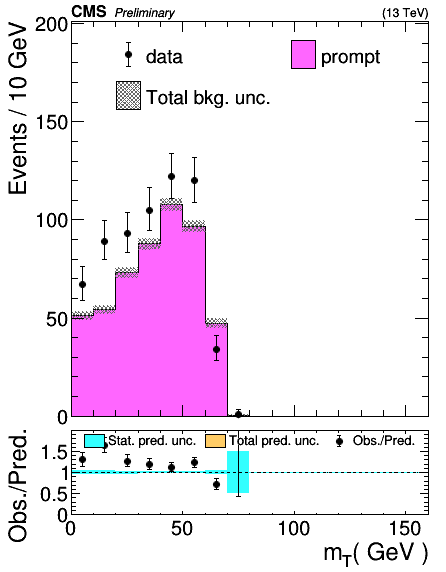 CMS Preliminary (13 TeV)
200
data prompt
Total bkg. unc.
150
100
50
0
Events / 10 GeV
Stat. pred. unc. Total pred. unc. Obs./Pred.
1.5
1
0.5
0
Obs./Pred.
0 50 100 150
m_T( GeV )